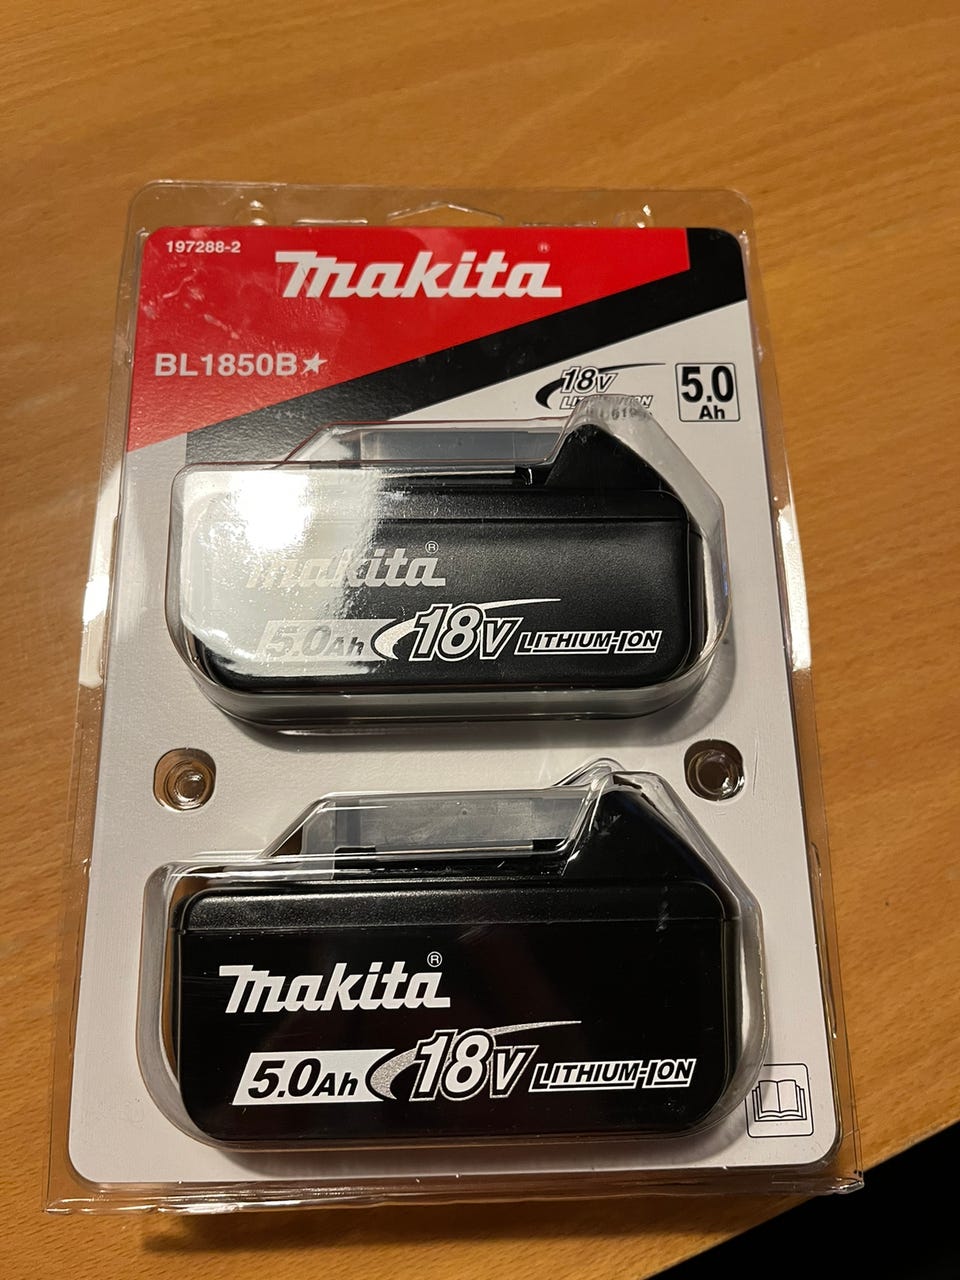 197288-2
makita®
BL1850B★
18V
LITHIUM-ION
5.0
Ah
makita®
5.0Ah 18V LITHIUM-ION
makita®
5.0Ah 18V LITHIUM-ION